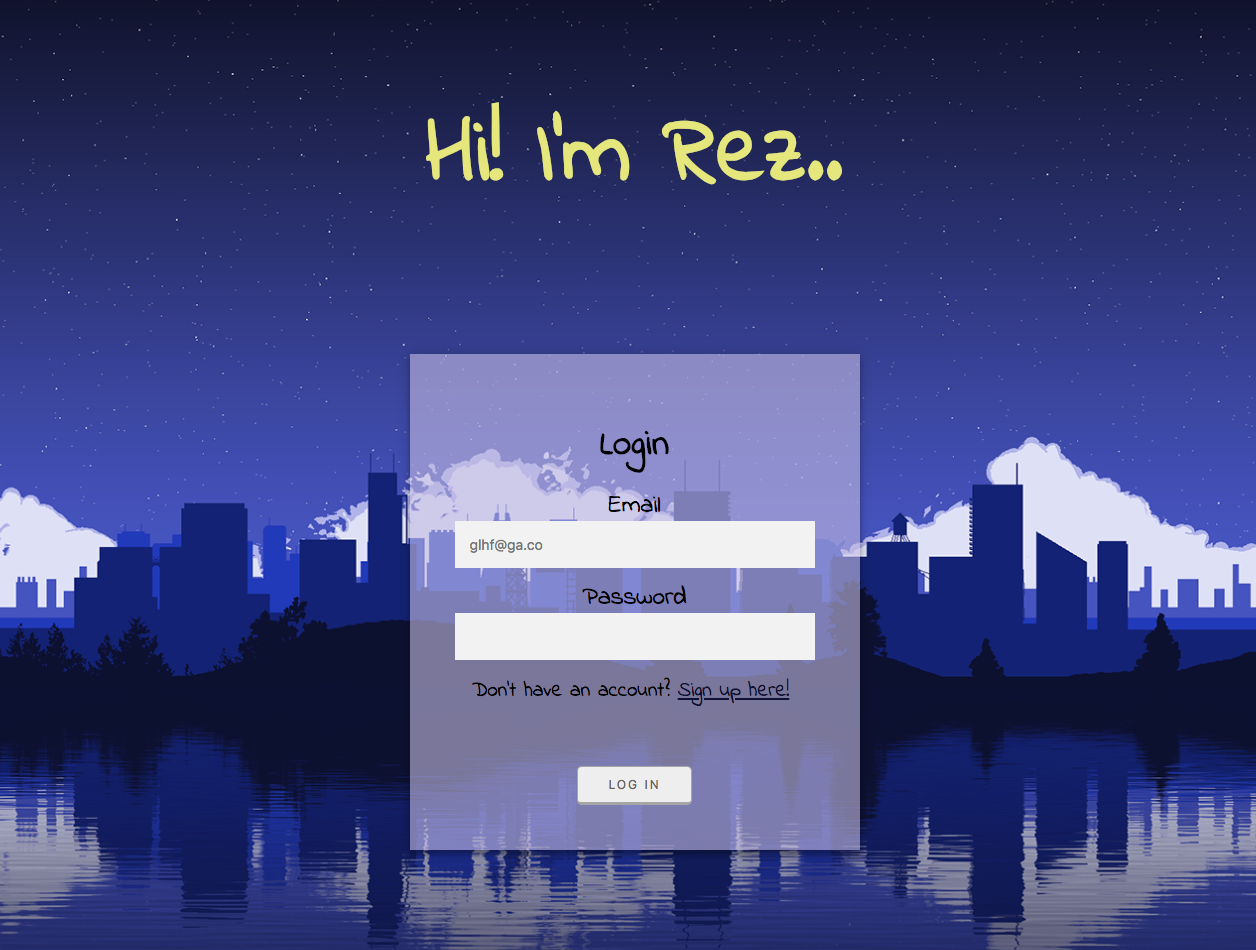 Hi! I'm Rez..
Login
Email
glhf@ga.co
Password
Don't have an account? Sign up here!
LOG IN